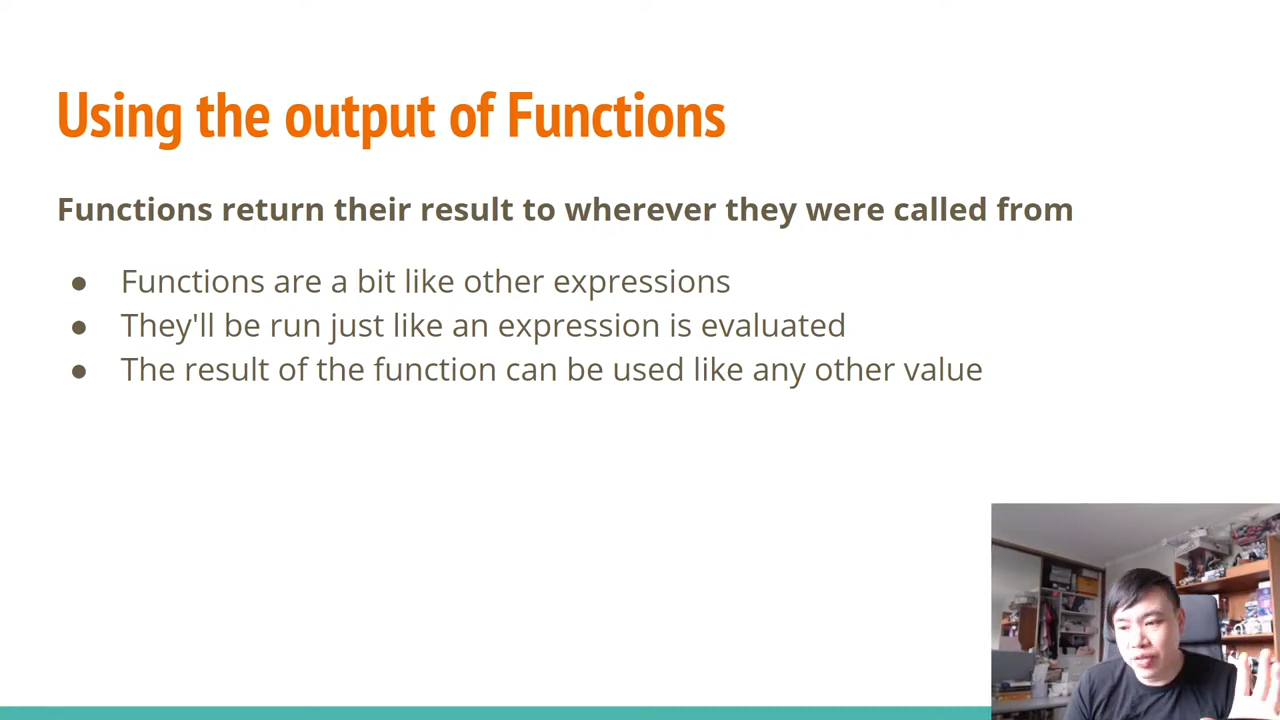 Using the output of Functions
Functions return their result to wherever they were called from
● Functions are a bit like other expressions
● They'll be run just like an expression is evaluated
● The result of the function can be used like any other value